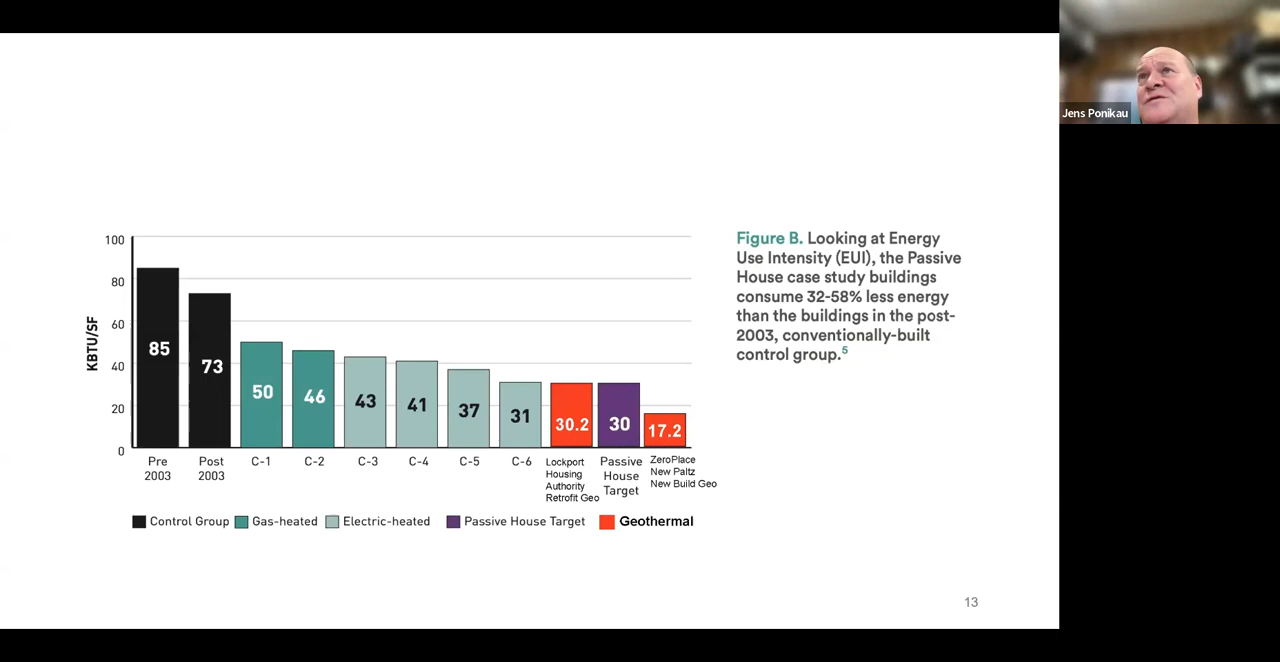 Jens Ponikau
Figure B. Looking at Energy
Use Intensity (EUI), the Passive
House case study buildings
consume 32-58% less energy
than the buildings in the post-
2003, conventionally-built
control group.5
KBTU/SF
100
80
60
40
20
0
85
73
50
46
43
41
37
31
30.2
30
17.2
Pre
2003
Post
2003
C-1
C-2
C-3
C-4
C-5
C-6
Lockport
Housing
Authority
Retrofit Geo
Passive
House
Target
ZeroPlace
New Paltz
New Build Geo
Control Group
Gas-heated
Electric-heated
Passive House Target
Geothermal
13